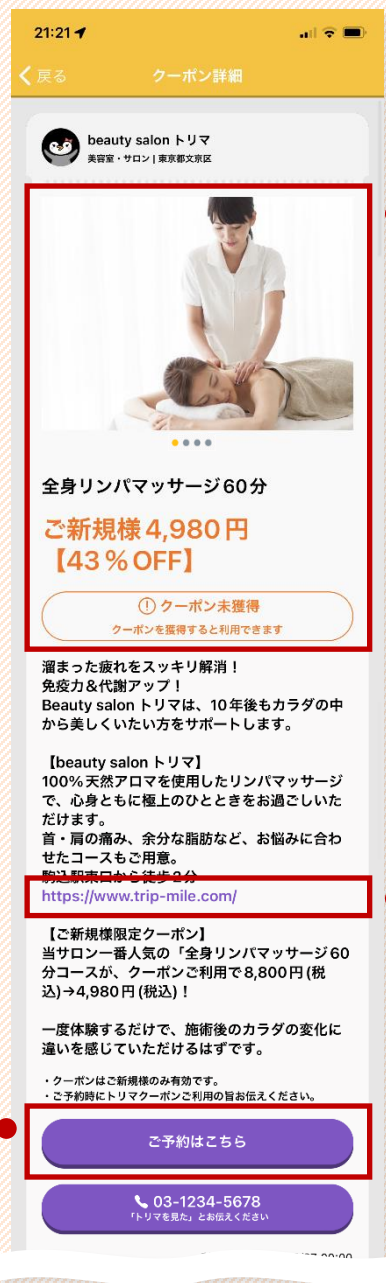 21:21
戻る
クーポン詳細
beauty salon トリマ
美容室・サロン | 東京都文京区
全身リンパマッサージ60分
ご新規様4,980円
【43%OFF】
クーポン未獲得
クーポンを獲得すると利用できます
溜まった疲れをスッキリ解消！
免疫力&代謝アップ！
Beauty salon トリマは、10年後もカラダの中
から美しくいたい方をサポートします。
【beauty salon トリマ】
100%天然アロマを使用したリンパマッサージ
で、心身ともに極上のひとときをお過ごしいた
だけます。
首・肩の痛み、余分な脂肪など、お悩みに合わ
せたコースもご用意。
駒込駅東口から徒歩2分
https://www.trip-mile.com/
【ご新規様限定クーポン】
当サロン一番人気の「全身リンパマッサージ60
分コースが、クーポンご利用で8,800円(税
込)→4,980円(税込)！
一度体験するだけで、施術後のカラダの変化に
違いを感じていただけるはずです。
・クーポンはご新規様のみ有効です。
・ご予約時にトリマクーポンご利用の旨お伝えください。
ご予約はこちら
03-1234-5678
「トリマを見た」とお伝えください